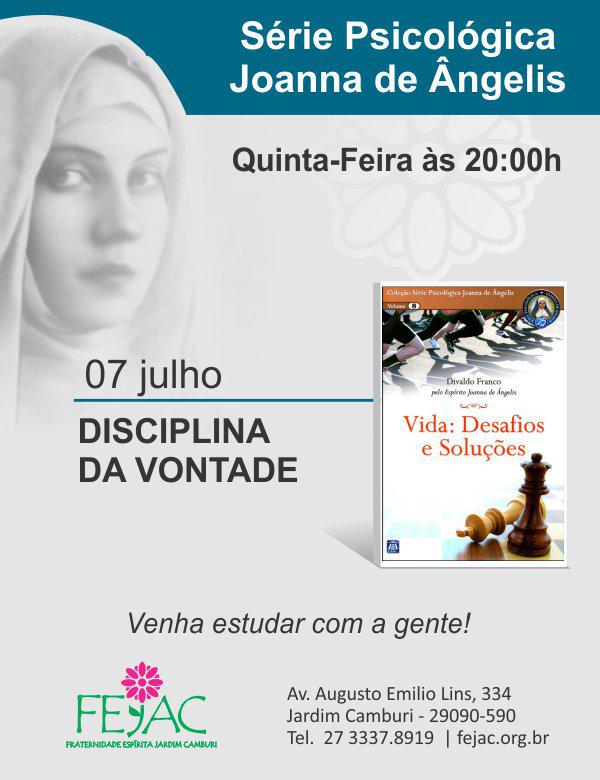 Série Psicológica
Joanna de Ângelis
Quinta-Feira às 20:00h
Coleção Série Psicológica Joanna de Ângelis
Volume 8
Divaldo Franco
pelo Espírito Joanna de Ângelis
Vida: Desafios
e Soluções
07 julho
DISCIPLINA
DA VONTADE
Venha estudar com a gente!
FEJAC
FRATERNIDADE ESPÍRITA JARDIM CAMBURI
Av. Augusto Emilio Lins, 334
Jardim Camburi - 29090-590
Tel. 27 3337.8919 | fejac.org.br